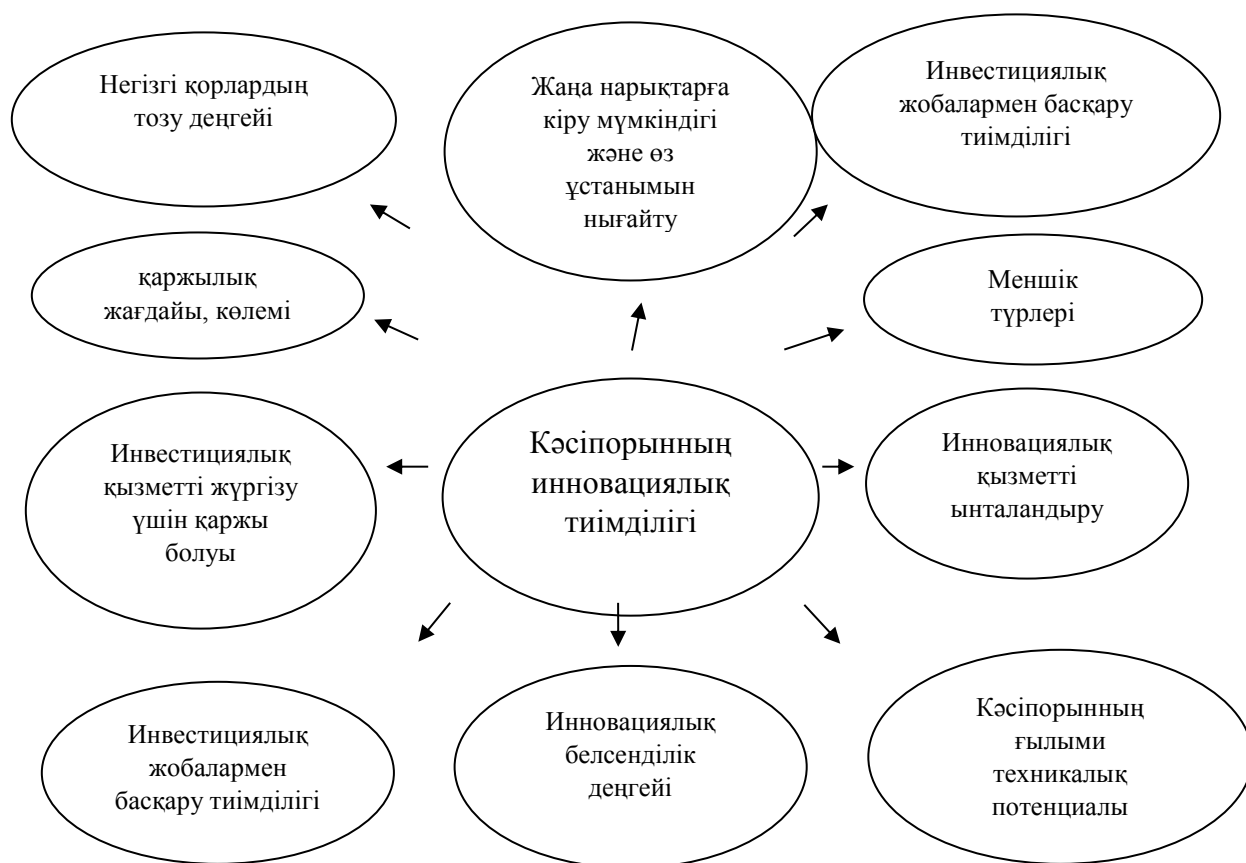 Негізгі қорлардың
тозу деңгейі
Жаңа нарықтарға
кіру мүмкіндігі
және өз
ұстанымын
нығайту
Инвестициялық
жобалармен басқару
тиімділігі
қаржылық
жағдайы, көлемі
Меншік
түрлері
Инвестициялық
қызметті жүргізу
үшін қаржы
болуы
Кәсіпорынның
инновациялық
тиімділігі
Инновациялық
қызметті
ынталандыру
Инвестициялық
жобалармен
басқару тиімділігі
Инновациялық
белсенділік
деңгейі
Кәсіпорынның
ғылыми
техникалық
потенциалы